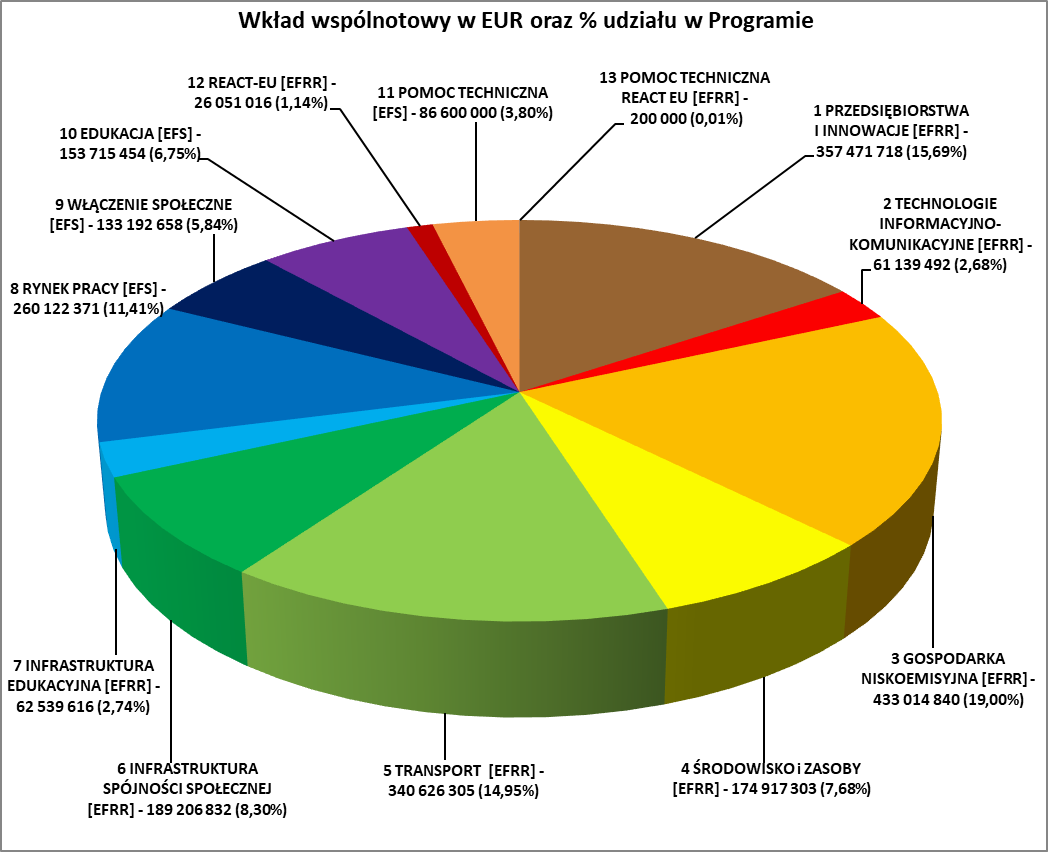 Wkład wspólnotowy w EUR oraz % udziału w Programie
12 REACT-EU [EFRR] -
26 051 016 (1,14%)
11 POMOC TECHNICZNA
[EFS] - 86 600 000 (3,80%)
13 POMOC TECHNICZNA
REACT EU [EFRR] -
200 000 (0,01%)
1 PRZEDSIĘBIORSTWA
I INNOWACJE [EFRR] -
357 471 718 (15,69%)
10 EDUKACJA [EFS] -
153 715 454 (6,75%)
9 WŁĄCZENIE SPOŁECZNE
[EFS] - 133 192 658 (5,84%)
2 TECHNOLOGIE
INFORMACYJNO-
KOMUNIKACYJNE [EFRR] -
61 139 492 (2,68%)
8 RYNEK PRACY [EFS] -
260 122 371 (11,41%)
7 INFRASTRUKTURA
EDUKACYJNA [EFRR] -
62 539 616 (2,74%)
3 GOSPODARKA
NISKOEMISYJNA [EFRR] -
433 014 840 (19,00%)
6 INFRASTRUKTURA
SPÓJNOŚCI SPOŁECZNEJ
[EFRR] - 189 206 832 (8,30%)
5 TRANSPORT [EFRR] -
340 626 305 (14,95%)
4 ŚRODOWISKO i ZASOBY
[EFRR] - 174 917 303 (7,68%)